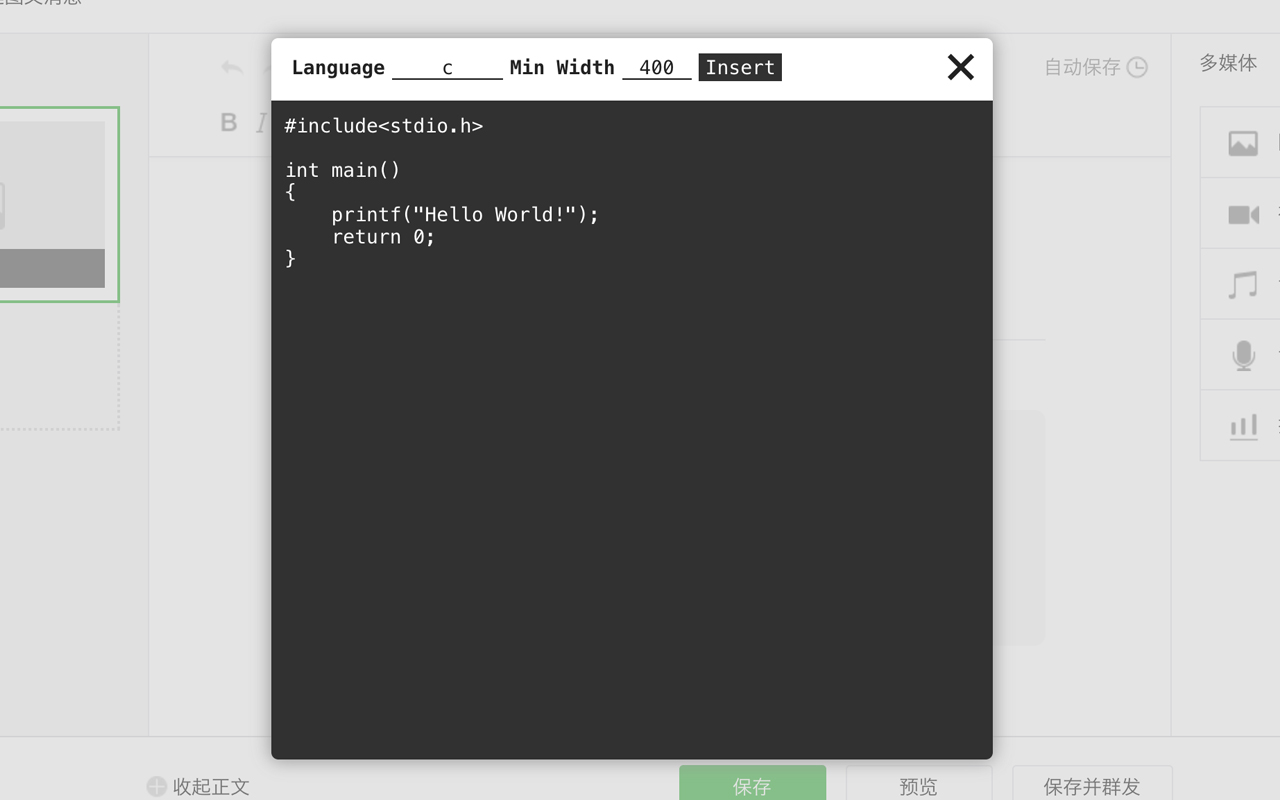 Language c Min Width 400 Insert
自动保存
多媒体
B I
#include<stdio.h>
int main()
{
    printf("Hello World!");
    return 0;
}
收起正文
保存
预览
保存并群发